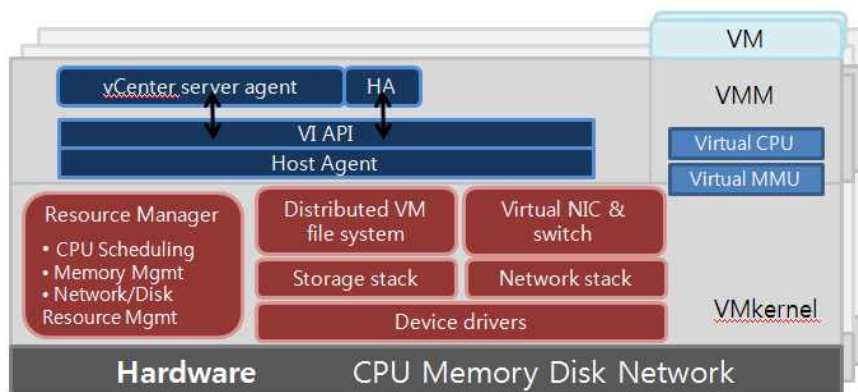 VM
vCenter server agent
HA
VMM
VI API
Host Agent
Virtual CPU
Virtual MMU
Resource Manager
• CPU Scheduling
• Memory Mgmt
• Network/Disk
Resource Mgmt
Distributed VM
file system
Virtual NIC &
switch
Storage stack
Network stack
Device drivers
VMkernel
Hardware CPU Memory Disk Network